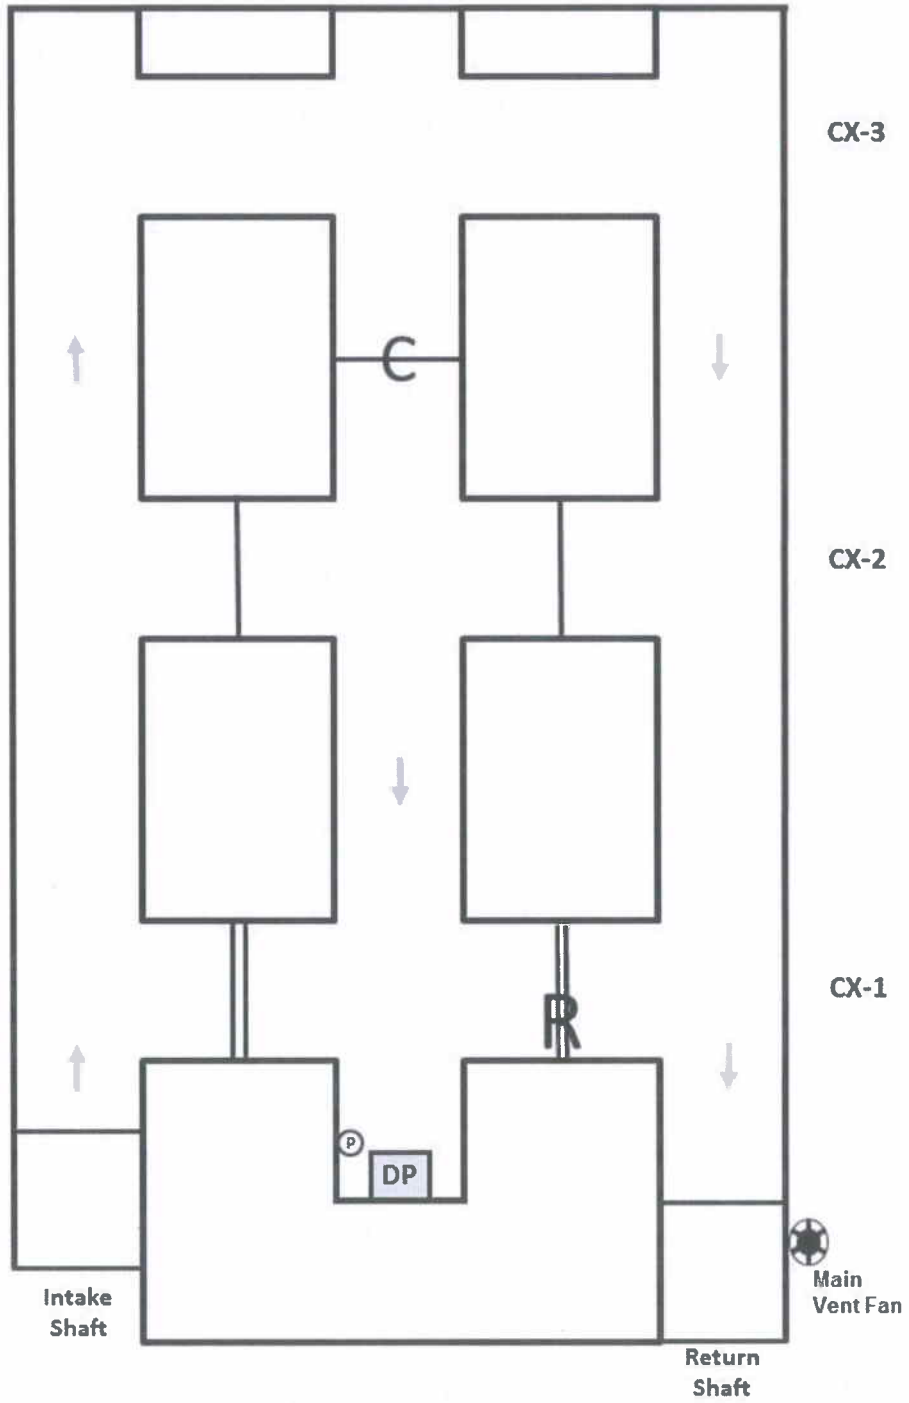 CX-3
C
CX-2
CX-1
R
P
DP
Main
Vent Fan
Intake
Shaft
Return
Shaft